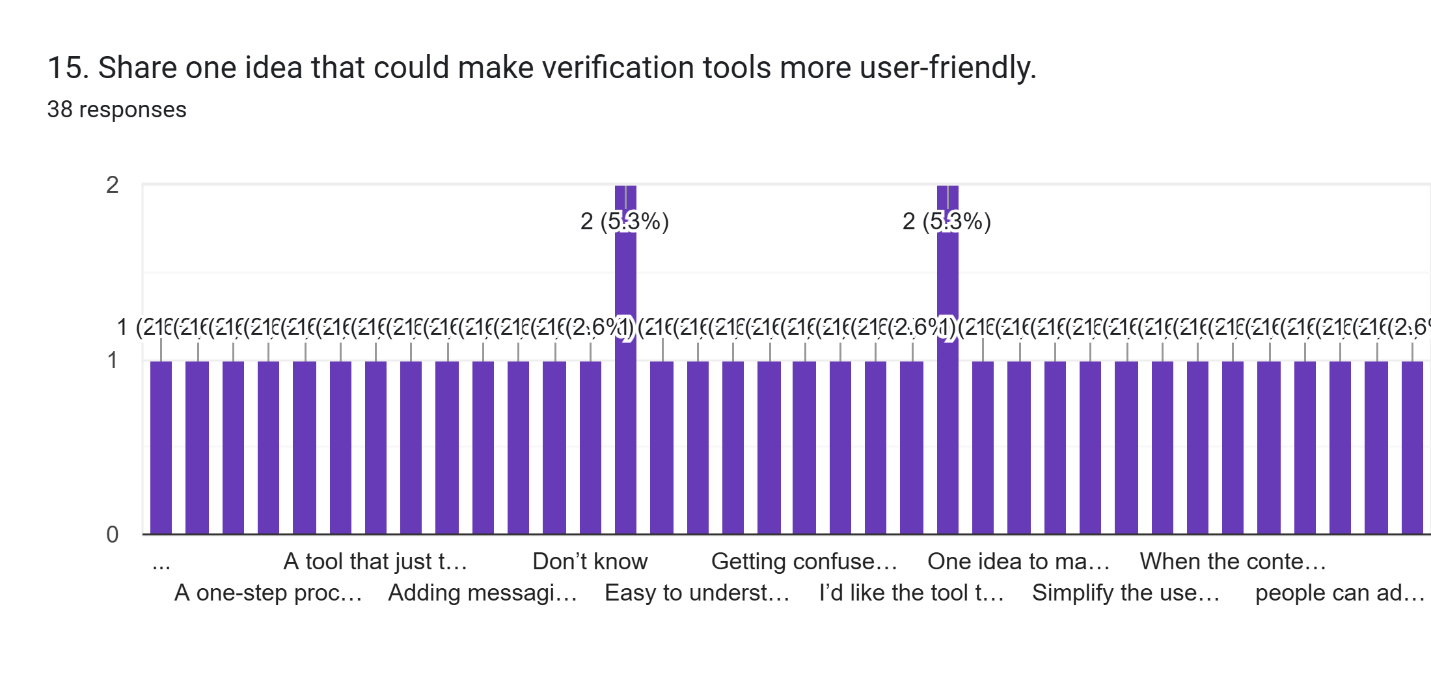 15. Share one idea that could make verification tools more user-friendly.
38 responses
2
2 (5.3%)
2 (5.3%)
1
0
...
A tool that just t…
Don’t know
Getting confuse…
One idea to ma…
When the conte…
A one-step proc…
Adding messagi…
Easy to underst…
I’d like the tool t…
Simplify the use…
people can ad…